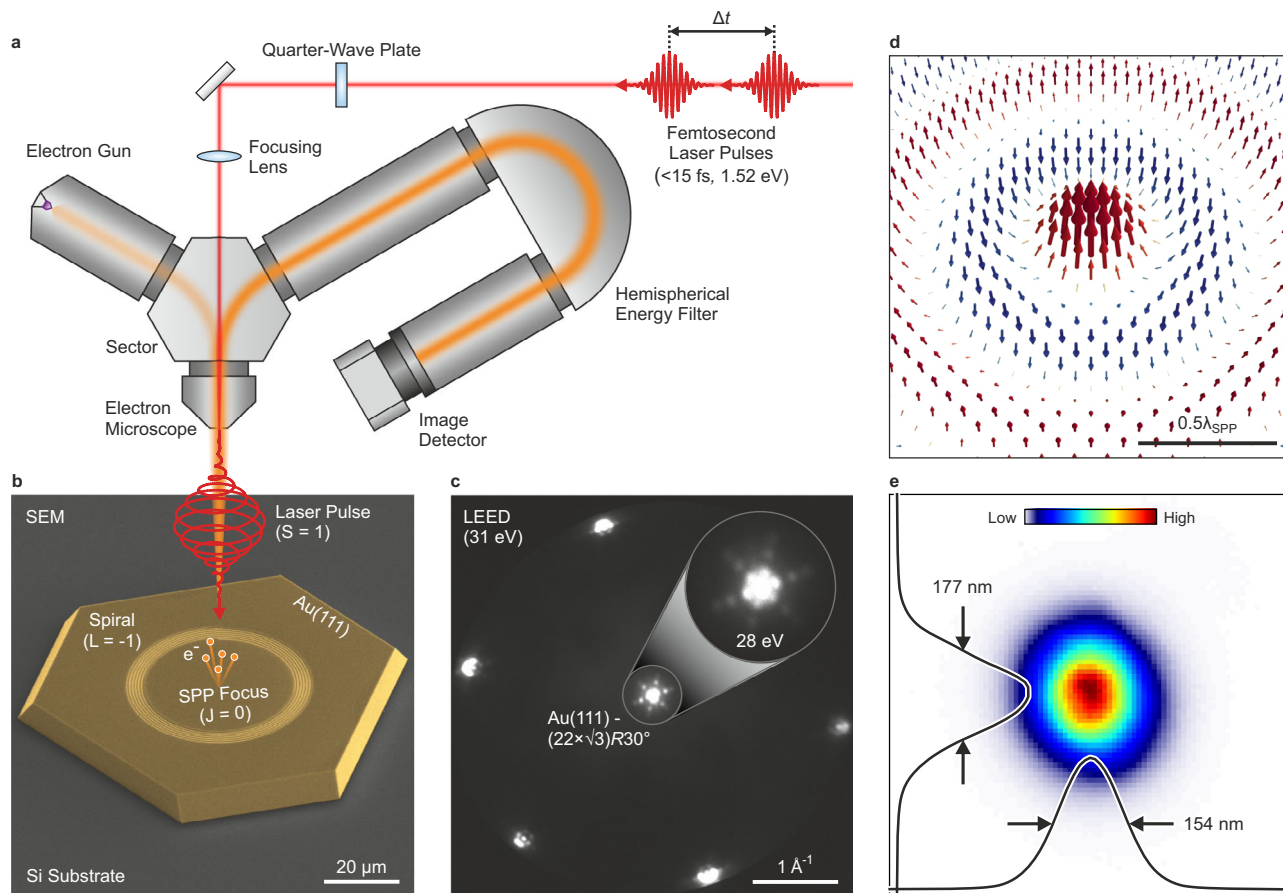 a
Quarter-Wave Plate
Δt
Electron Gun
Focusing
Lens
Femtosecond
Laser Pulses
(<15 fs, 1.52 eV)
Hemispherical
Energy Filter
Sector
Electron
Microscope
Image
Detector
b
SEM
Laser Pulse
(S = 1)
Spiral
(L = -1)
Au(111)
e-
SPP Focus
(J = 0)
Si Substrate
20 µm
c
LEED
(31 eV)
28 eV
Au(111) -
(22×√3)R30°
1 Å-1
d
0.5λSPP
e
Low
High
177 nm
154 nm